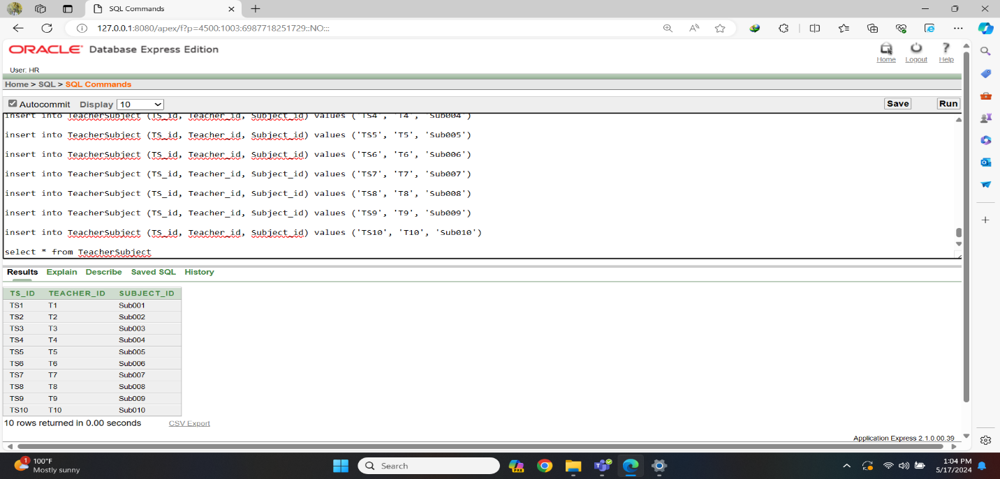 SQL Commands
127.0.0.1:8080/apex/f?p=4500:1003:6987718251729::NO:::
ORACLE Database Express Edition
Home Logout Help
User: HR
Home > SQL > SQL Commands
Autocommit Display 10 Save Run
insert into TeacherSubject (TS_id, Teacher_id, Subject_id) values ('TS4', 'T4', 'Sub004')
insert into TeacherSubject (TS_id, Teacher_id, Subject_id) values ('TS5', 'T5', 'Sub005')
insert into TeacherSubject (TS_id, Teacher_id, Subject_id) values ('TS6', 'T6', 'Sub006')
insert into TeacherSubject (TS_id, Teacher_id, Subject_id) values ('TS7', 'T7', 'Sub007')
insert into TeacherSubject (TS_id, Teacher_id, Subject_id) values ('TS8', 'T8', 'Sub008')
insert into TeacherSubject (TS_id, Teacher_id, Subject_id) values ('TS9', 'T9', 'Sub009')
insert into TeacherSubject (TS_id, Teacher_id, Subject_id) values ('TS10', 'T10', 'Sub010')
select * from TeacherSubject
Results Explain Describe Saved SQL History
TS_ID TEACHER_ID SUBJECT_ID
TS1 T1 Sub001
TS2 T2 Sub002
TS3 T3 Sub003
TS4 T4 Sub004
TS5 T5 Sub005
TS6 T6 Sub006
TS7 T7 Sub007
TS8 T8 Sub008
TS9 T9 Sub009
TS10 T10 Sub010
10 rows returned in 0.00 seconds CSV Export
Application Express 2.1.0.00.39
1 100°F
Mostly sunny
Search
PRE
1:04 PM
5/17/2024